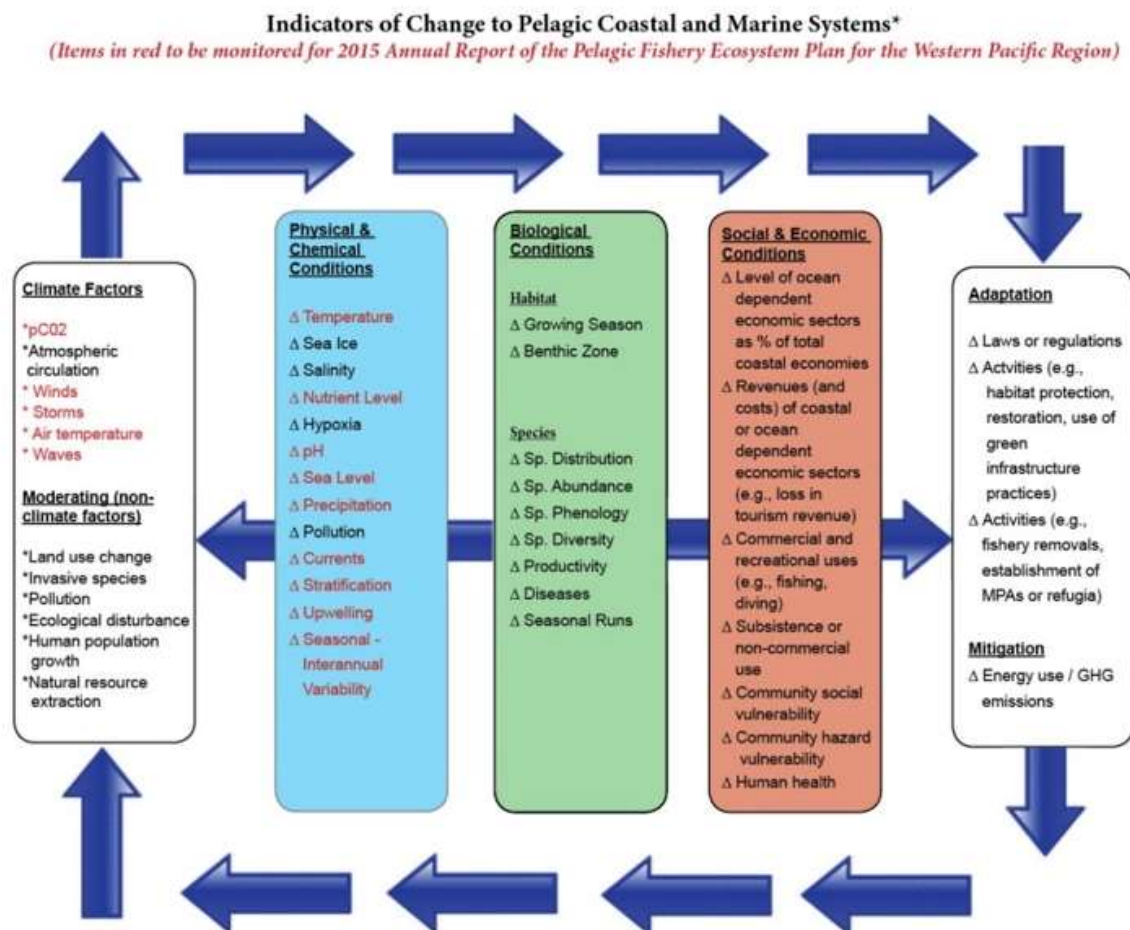 Indicators of Change to Pelagic Coastal and Marine Systems*
(Items in red to be monitored for 2015 Annual Report of the Pelagic Fishery Ecosystem Plan for the Western Pacific Region)
Climate Factors
*pC02
*Atmospheric
circulation
* Winds
* Storms
* Air temperature
* Waves
Moderating (non-
climate factors)
*Land use change
*Invasive species
*Pollution
*Ecological disturbance
*Human population
growth
*Natural resource
extraction
Physical &
Chemical
Conditions
Δ Temperature
Δ Sea Ice
Δ Salinity
Δ Nutrient Level
Δ Hypoxia
Δ pH
Δ Sea Level
Δ Precipitation
Δ Pollution
Δ Currents
Δ Stratification
Δ Upwelling
Δ Seasonal -
Interannual
Variability
Biological
Conditions
Habitat
Δ Growing Season
Δ Benthic Zone
Species
Δ Sp. Distribution
Δ Sp. Abundance
Δ Sp. Phenology
Δ Sp. Diversity
Δ Productivity
Δ Diseases
Δ Seasonal Runs
Social & Economic
Conditions
Δ Level of ocean
dependent
economic sectors
as % of total
coastal economies
Δ Revenues (and
costs) of coastal
or ocean
dependent
economic sectors
(e.g., loss in
tourism revenue)
Δ Commercial and
recreational uses
(e.g., fishing,
diving)
Δ Subsistence or
non-commercial
use
Δ Community social
vulnerability
Δ Community hazard
vulnerability
Δ Human health
Adaptation
Δ Laws or regulations
Δ Actvities (e.g.,
habitat protection,
restoration, use of
green
infrastructure
practices)
Δ Activities (e.g.,
fishery removals,
establishment of
MPAs or refugia)
Mitigation
Δ Energy use / GHG
emissions